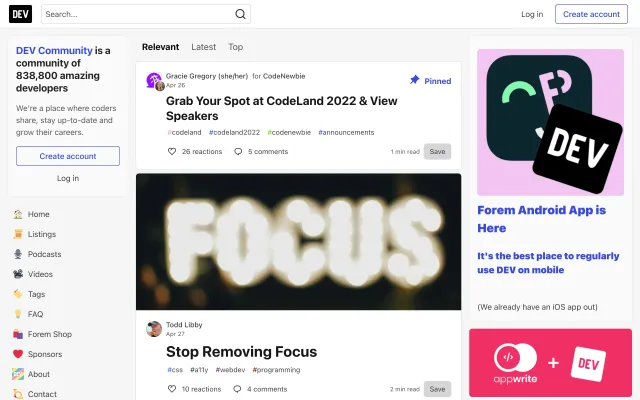 DEV
Search...
Log in
Create account
DEV Community is a
community of
838,800 amazing
developers
We're a place where coders
share, stay up-to-date and
grow their careers.
Create account
Log in
Home
Listings
Podcasts
Videos
Tags
FAQ
Forem Shop
Sponsors
About
Contact
Relevant
Latest
Top
Gracie Gregory (she/her) for CodeNewbie
Apr 26
Pinned
Grab Your Spot at CodeLand 2022 & View
Speakers
#codeland #codeland2022 #codenewbie #announcements
26 reactions
5 comments
1 min read
Save
FOCUS
Todd Libby
Apr 27
Stop Removing Focus
#css #a11y #webdev #programming
10 reactions
4 comments
2 min read
Save
DEV
Forem Android App is
Here
It's the best place to regularly
use DEV on mobile
(We already have an iOS app out)
appwrite
+
DEV